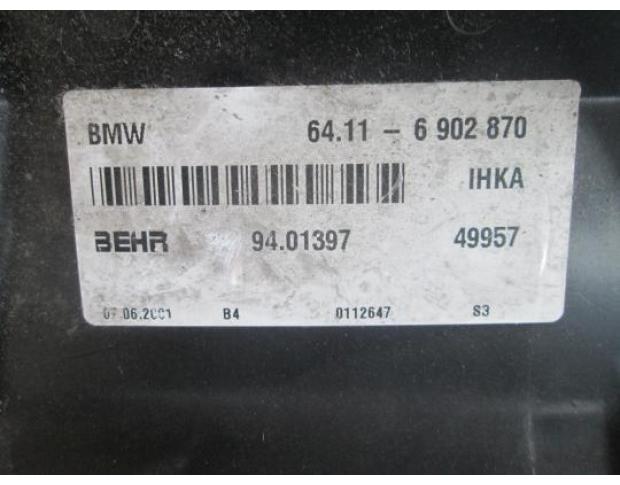 BMW 64.11 – 6 902 870
IHKA
BEHR 94.01397 49957
B4 0112647 S3